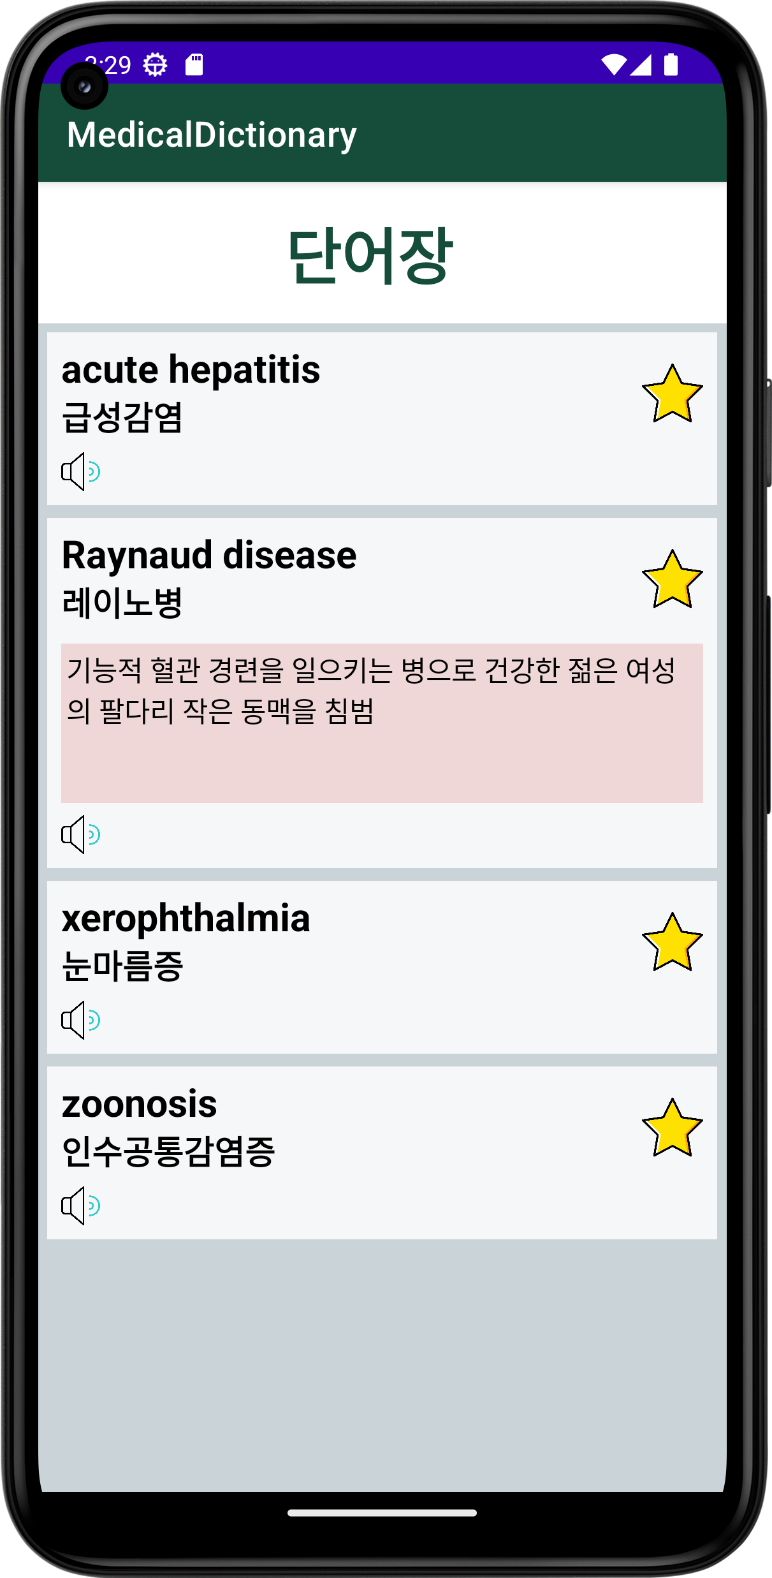 :29
MedicalDictionary
단어장
acute hepatitis
급성감염
Raynaud disease
레이노병
기능적 혈관 경련을 일으키는 병으로 건강한 젊은 여성
의 팔다리 작은 동맥을 침범
xerophthalmia
눈마름증
zoonosis
인수공통감염증